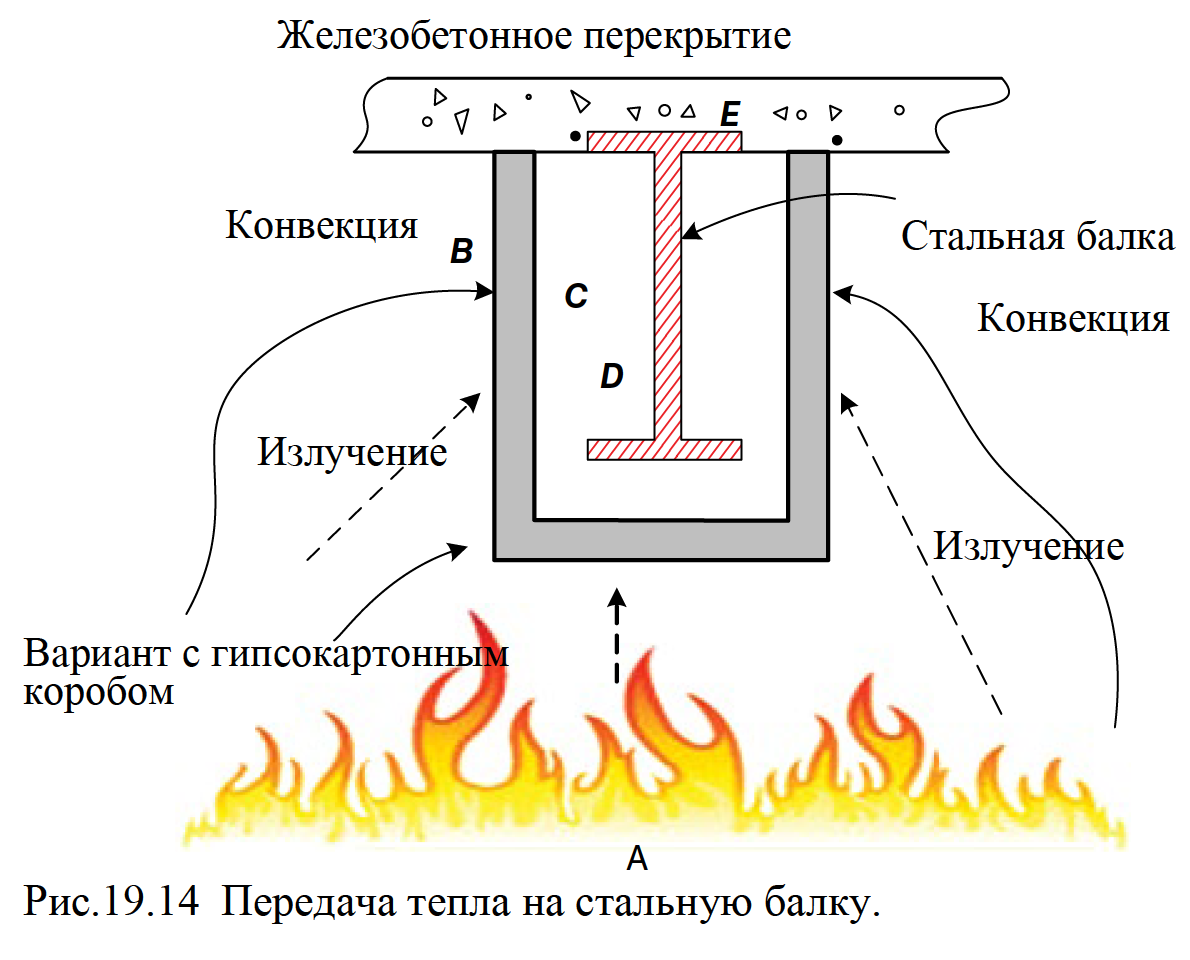 Железобетонное перекрытие
E
Конвекция
B
Стальная балка
C
Конвекция
D
Излучение
Излучение
Вариант с гипсокартонным
коробом
A
Рис.19.14 Передача тепла на стальную балку.